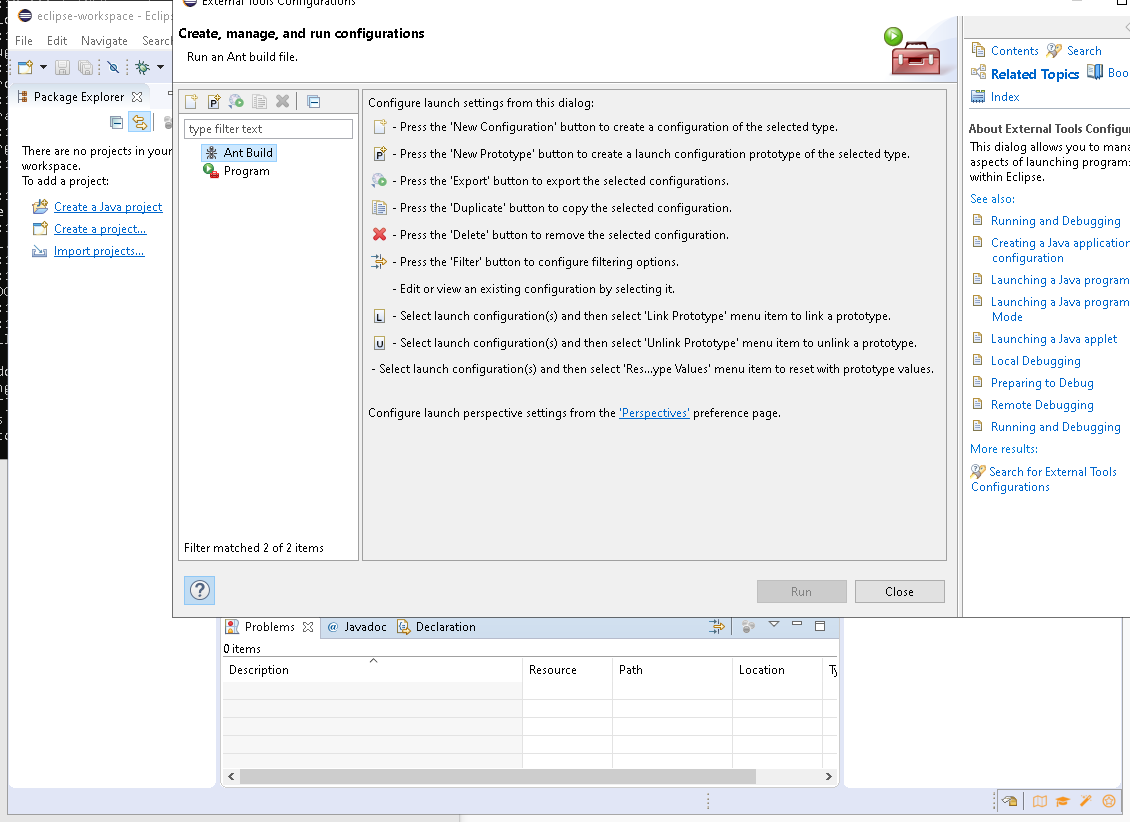 eclipse-workspace - Eclips
External Tools Configurations
File Edit Navigate Search
Create, manage, and run configurations
Run an Ant build file.
Package Explorer
There are no projects in your
workspace.
To add a project:
Create a Java project
Create a project...
Import projects...
type filter text
Ant Build
Program
Filter matched 2 of 2 items
Configure launch settings from this dialog:
- Press the 'New Configuration' button to create a configuration of the selected type.
- Press the 'New Prototype' button to create a launch configuration prototype of the selected type.
- Press the 'Export' button to export the selected configurations.
- Press the 'Duplicate' button to copy the selected configuration.
- Press the 'Delete' button to remove the selected configuration.
- Press the 'Filter' button to configure filtering options.
- Edit or view an existing configuration by selecting it.
L - Select launch configuration(s) and then select 'Link Prototype' menu item to link a prototype.
U - Select launch configuration(s) and then select 'Unlink Prototype' menu item to unlink a prototype.
- Select launch configuration(s) and then select 'Res...ype Values' menu item to reset with prototype values.
Configure launch perspective settings from the 'Perspectives' preference page.
Run
Close
Contents Search
Related Topics Boo
Index
About External Tools Configur
This dialog allows you to mana
aspects of launching program
within Eclipse.
See also:
Running and Debugging
Creating a Java application
configuration
Launching a Java program
Launching a Java program
Mode
Launching a Java applet
Local Debugging
Preparing to Debug
Remote Debugging
Running and Debugging
More results:
Search for External Tools
Configurations
Problems Javadoc Declaration
0 items
Description Resource Path Location Ty